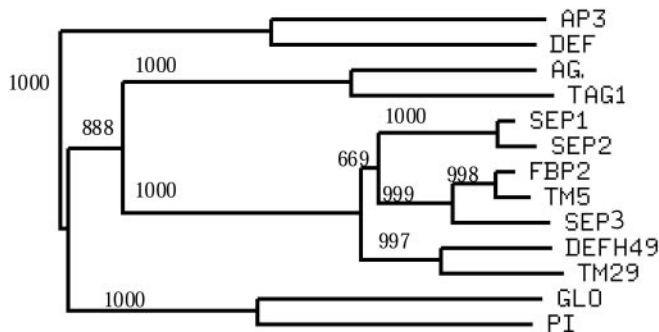 AP3
1000
DEF
1000
AG.
TAG1
888
1000
SEP1
SEP2
669
998
FBP2
1000
999
TM5
SEP3
997
DEFH49
TM29
1000
GLO
PI